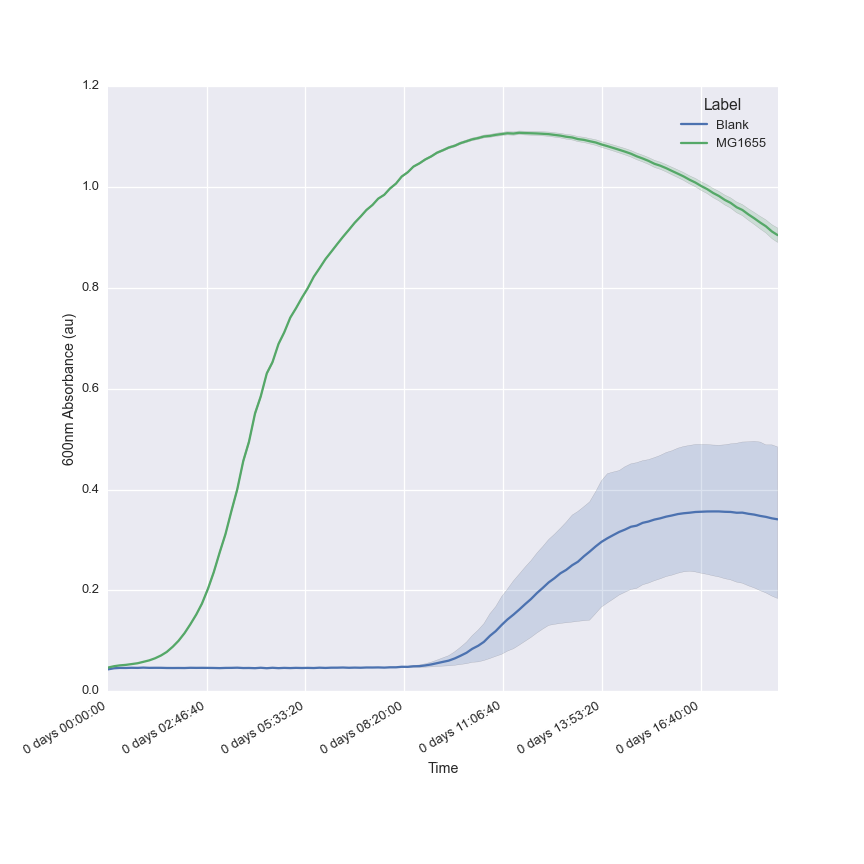 1.2
1.0
0.8
0.6
0.4
0.2
0.0
600nm Absorbance (au)
Label
Blank
MG1655
0 days 00:00:00
0 days 02:46:40
0 days 05:33:20
0 days 08:20:00
0 days 11:06:40
0 days 13:53:20
0 days 16:40:00
Time